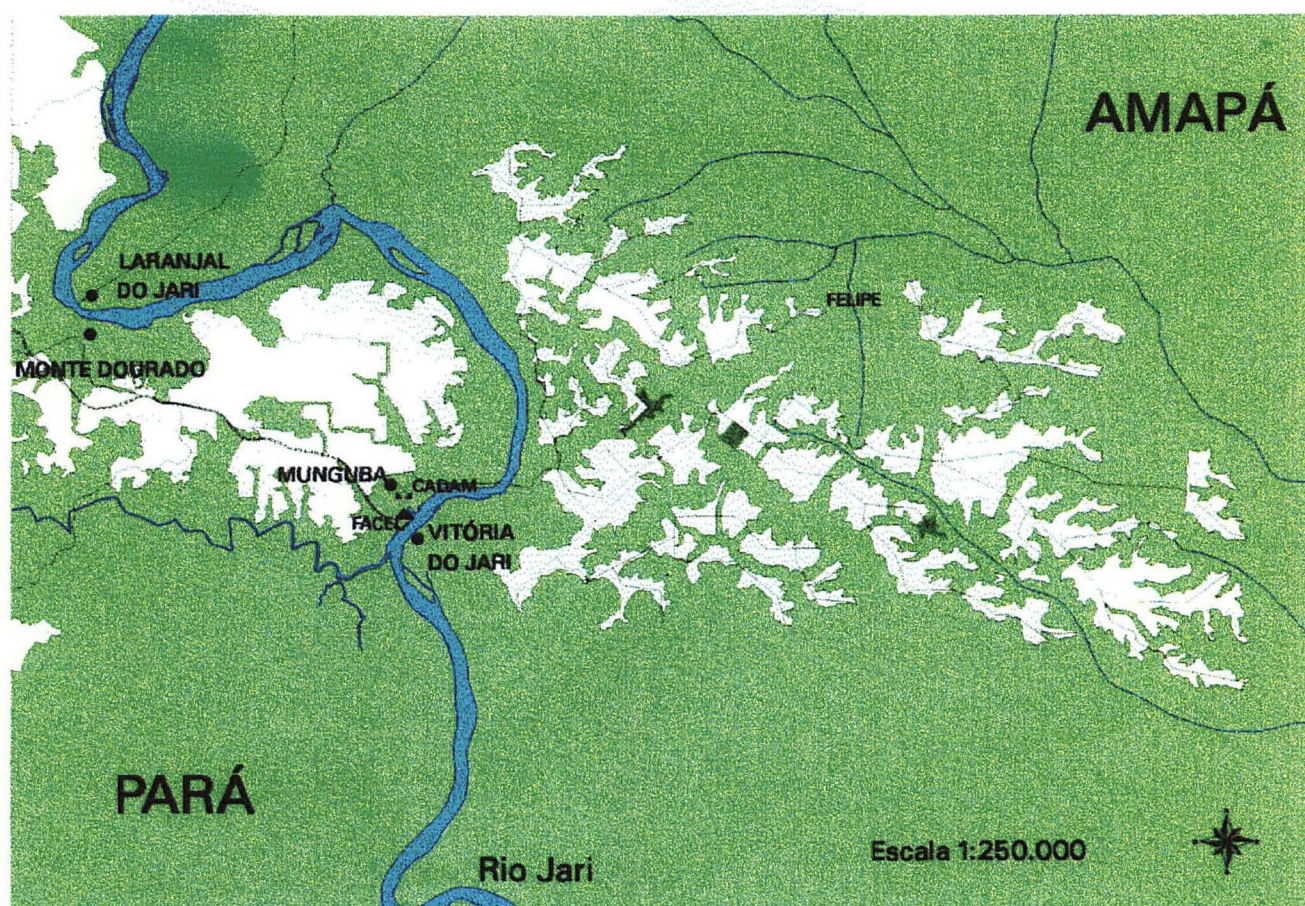 AMAPÁ
LARANJAL
DO JARI
FELIPE
MONTE DOURADO
MUNGUBA
CADAM
FACEL
VITÓRIA
DO JARI
PARÁ
Escala 1:250.000
Rio Jari